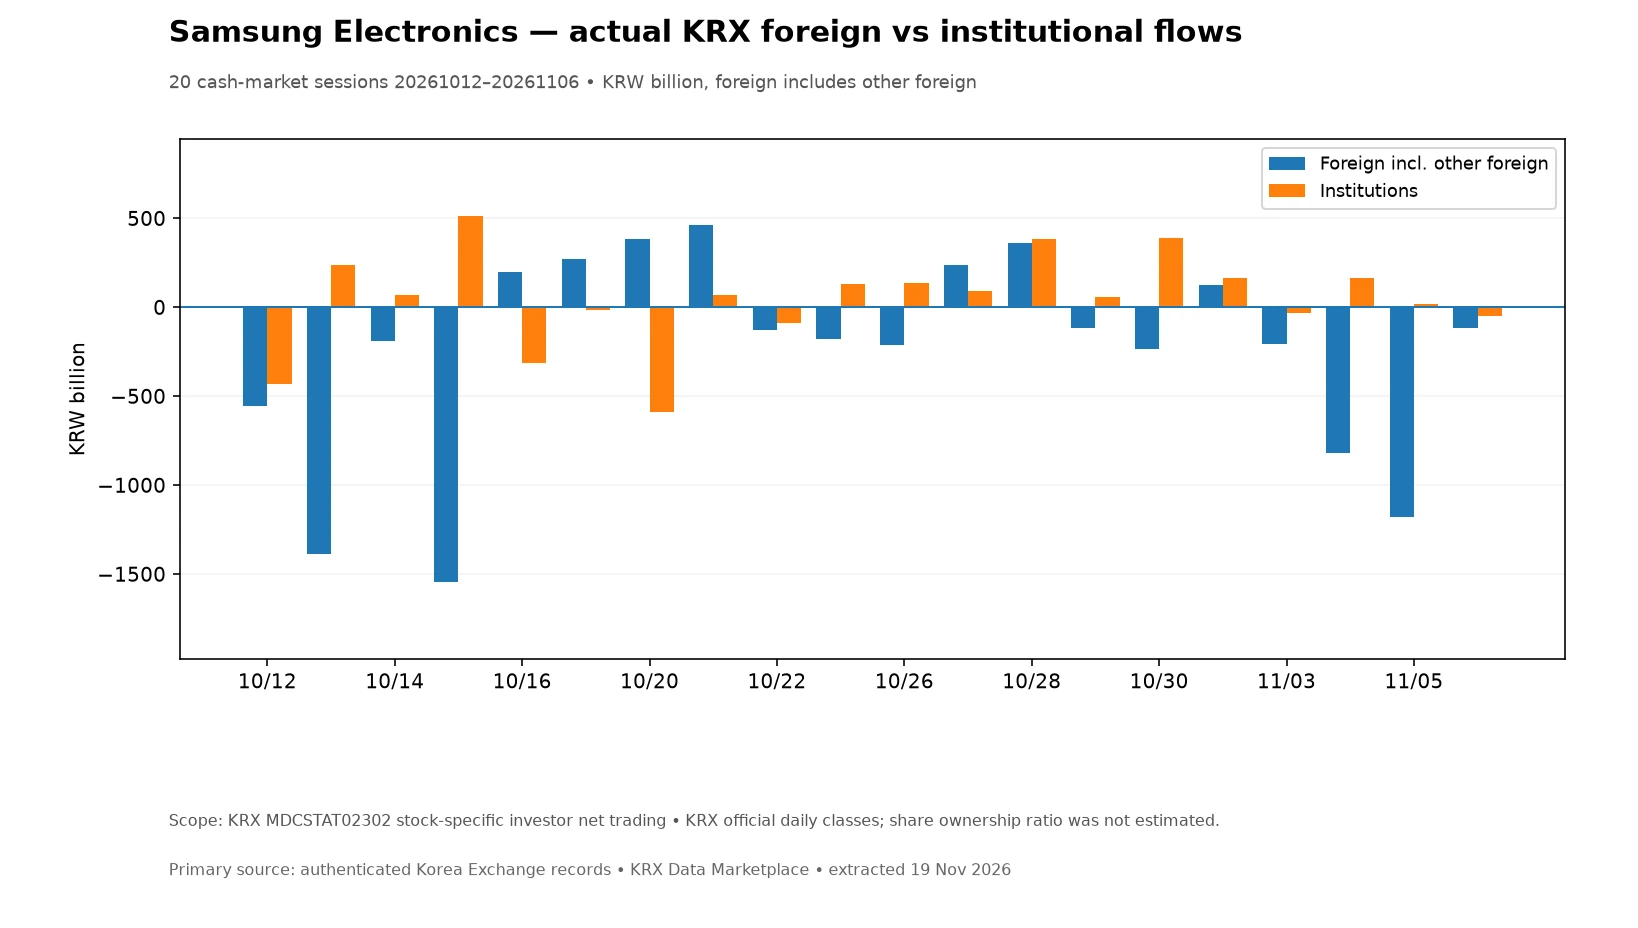 Samsung Electronics — actual KRX foreign vs institutional flows
20 cash-market sessions 20261012–20261106 • KRW billion, foreign includes other foreign
Foreign incl. other foreign
Institutions
KRW billion
500
0
−500
−1000
−1500
10/12 10/14 10/16 10/20 10/22 10/26 10/28 10/30 11/03 11/05
Scope: KRX MDCSTAT02302 stock-specific investor net trading • KRX official daily classes; share ownership ratio was not estimated.
Primary source: authenticated Korea Exchange records • KRX Data Marketplace • extracted 19 Nov 2026